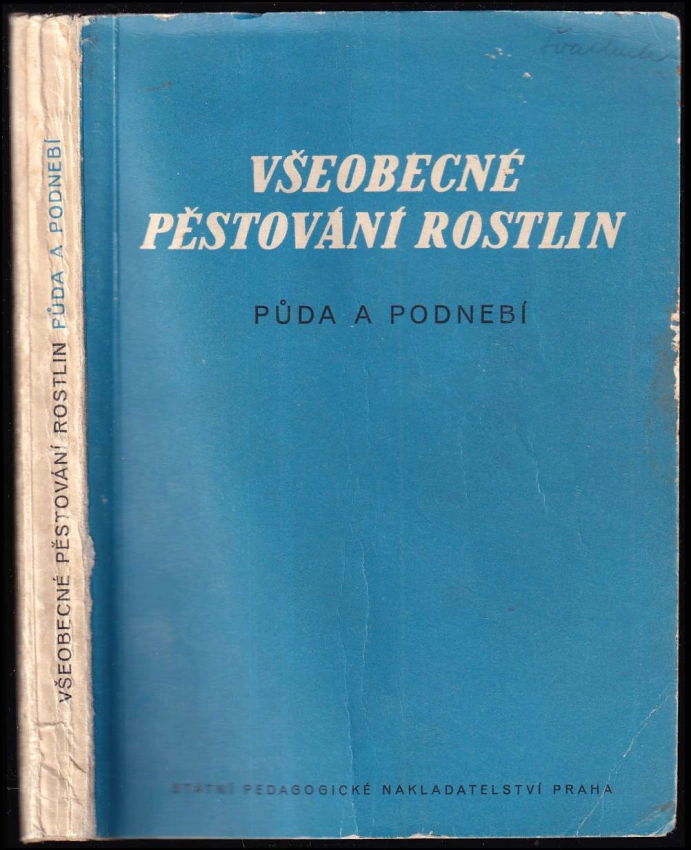 VŠEOBECNÉ PĚSTOVÁNÍ ROSTLIN PŮDA A PODNEBÍ
VŠEOBECNÉ
PĚSTOVÁNÍ ROSTLIN
PŮDA A PODNEBÍ
STÁTNÍ PEDAGOGICKÉ NAKLADATELSTVÍ PRAHA